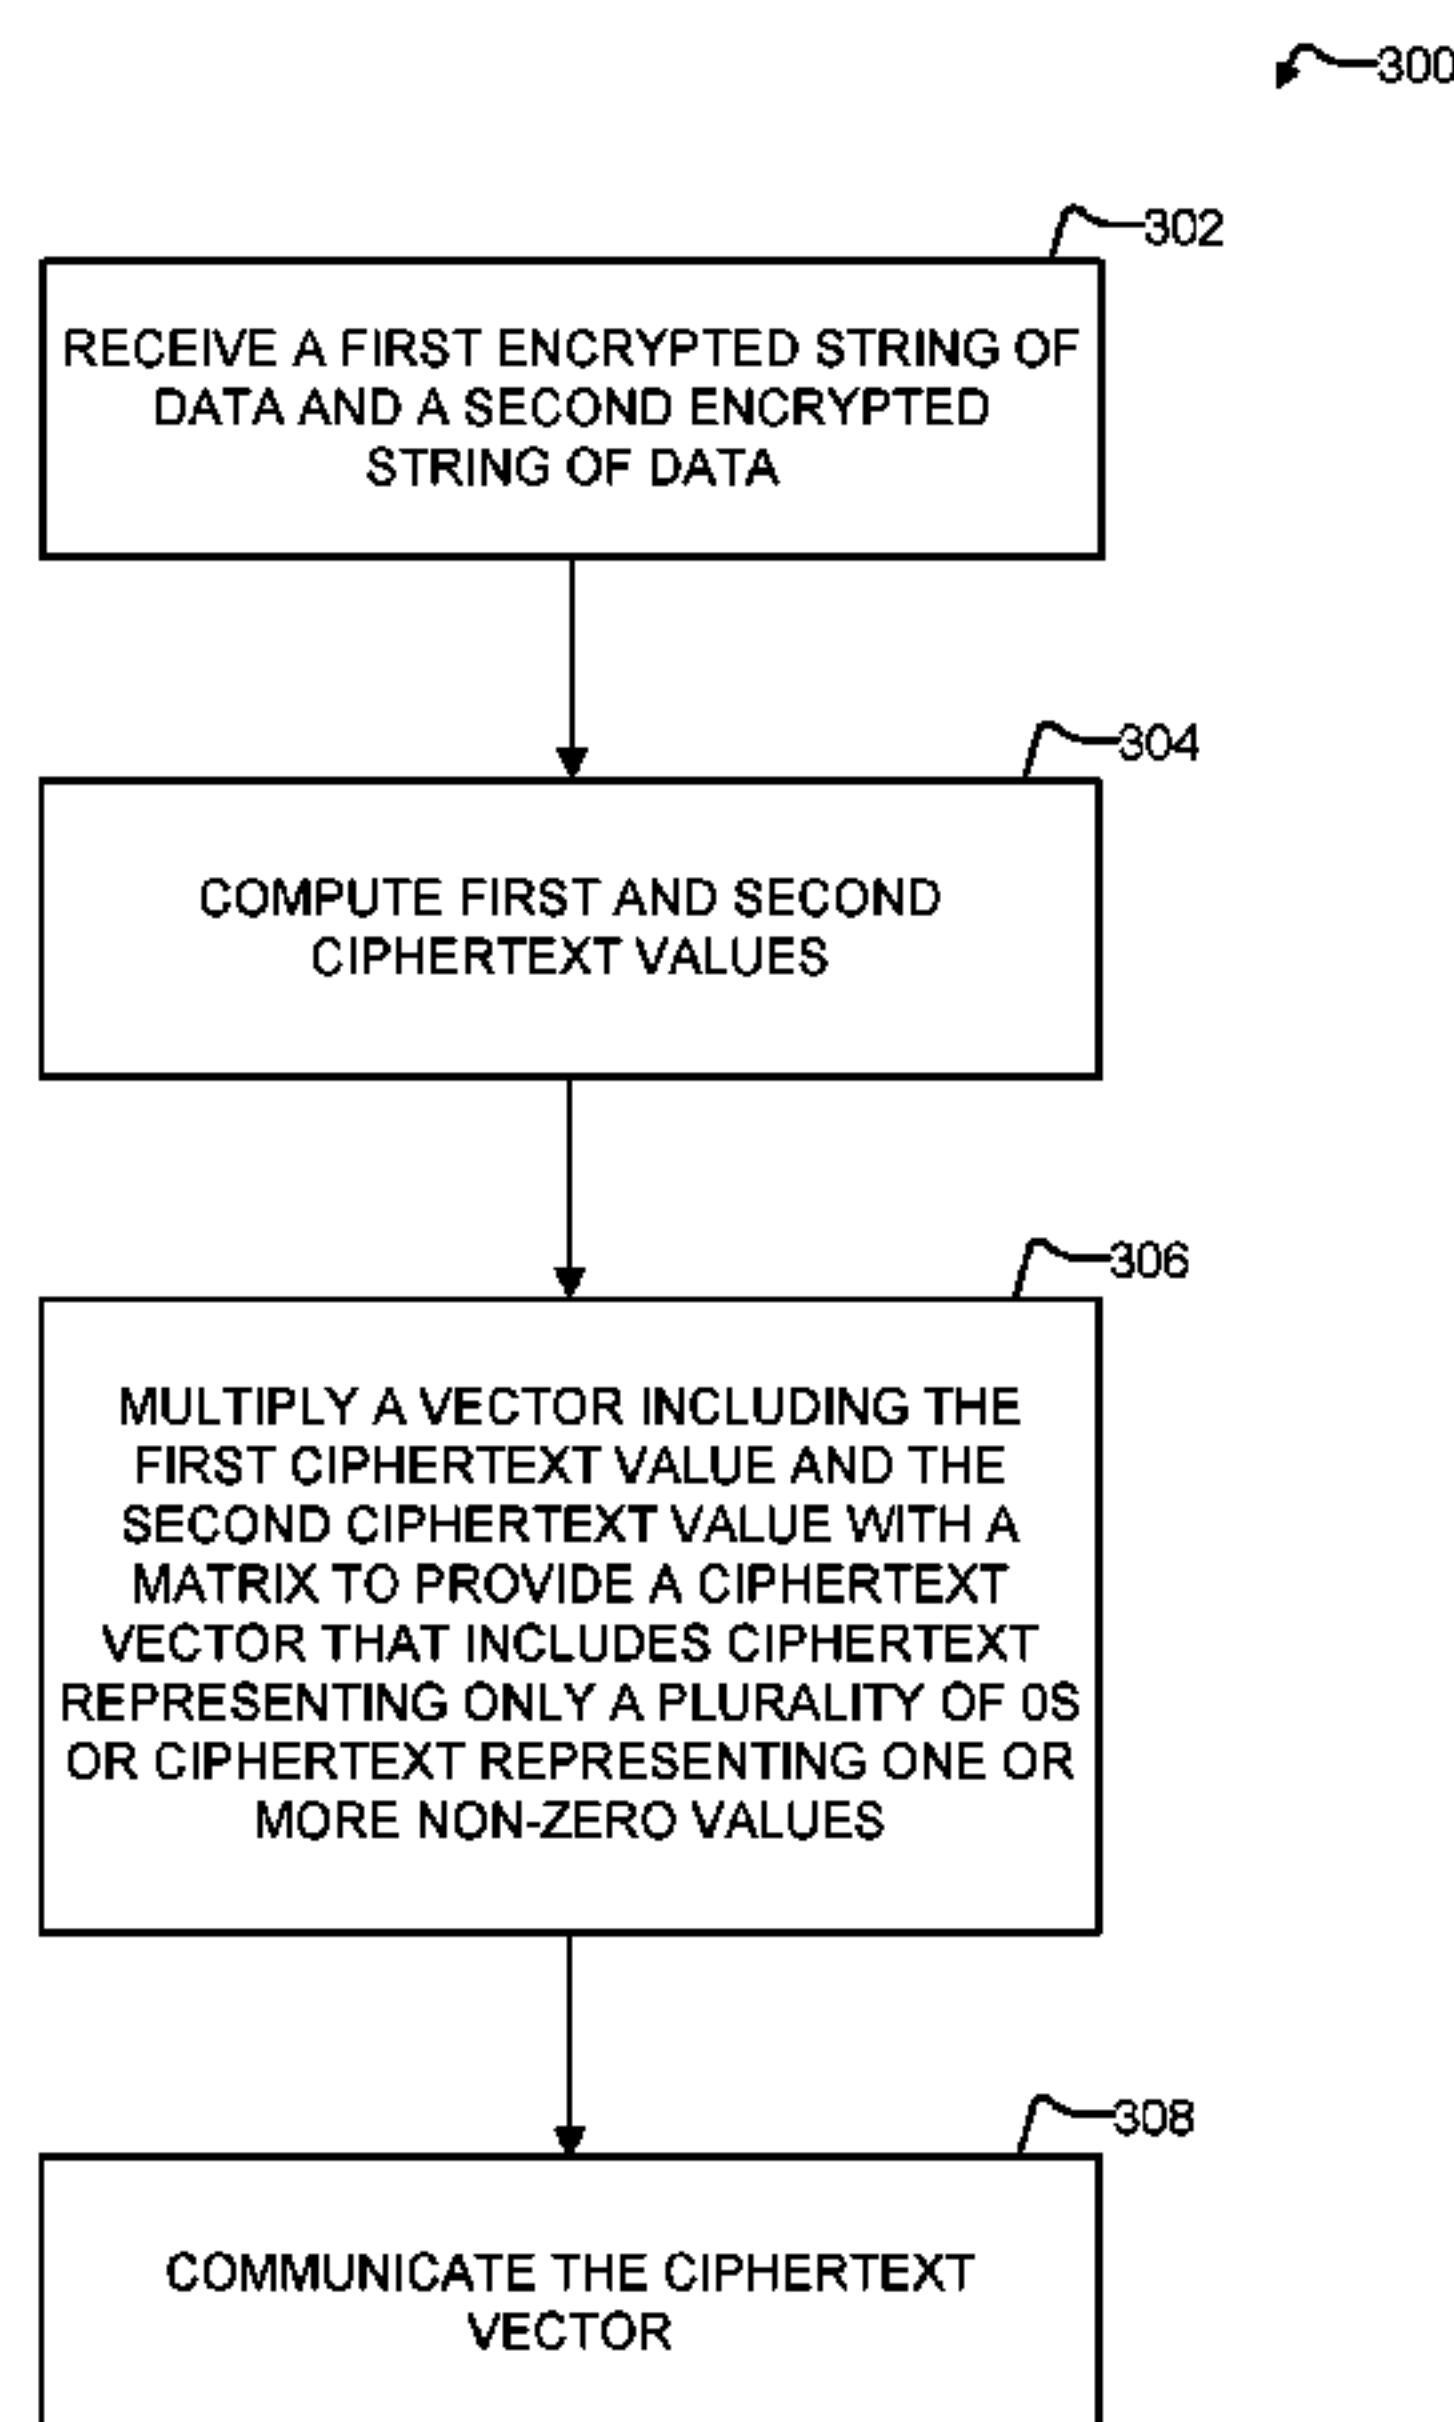 300
302
RECEIVE A FIRST ENCRYPTED STRING OF
DATA AND A SECOND ENCRYPTED
STRING OF DATA
304
COMPUTE FIRST AND SECOND
CIPHERTEXT VALUES
306
MULTIPLY A VECTOR INCLUDING THE
FIRST CIPHERTEXT VALUE AND THE
SECOND CIPHERTEXT VALUE WITH A
MATRIX TO PROVIDE A CIPHERTEXT
VECTOR THAT INCLUDES CIPHERTEXT
REPRESENTING ONLY A PLURALITY OF 0S
OR CIPHERTEXT REPRESENTING ONE OR
MORE NON-ZERO VALUES
308
COMMUNICATE THE CIPHERTEXT
VECTOR